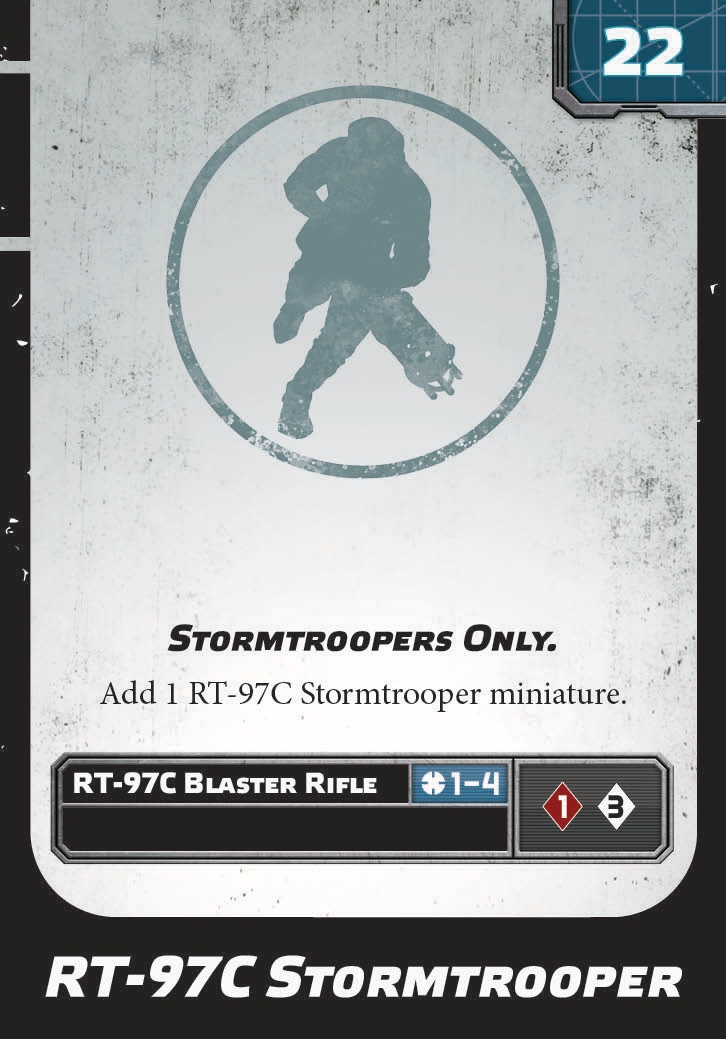 22
Stormtroopers Only.
Add 1 RT-97C Stormtrooper miniature.
RT-97C Blaster Rifle 1–4 1 3
RT-97C Stormtrooper